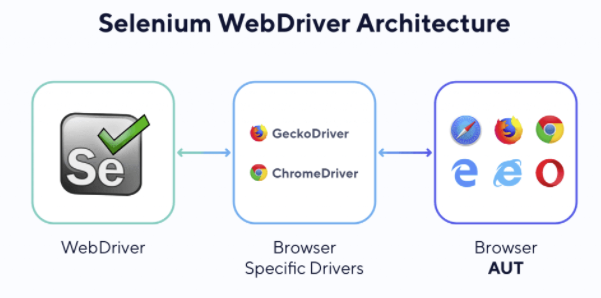 Selenium WebDriver Architecture
Se
GeckoDriver
ChromeDriver
WebDriver
Browser
Specific Drivers
Browser
AUT